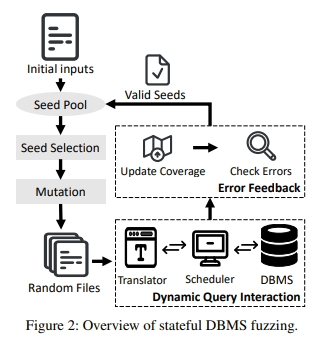 Initial inputs
Valid Seeds
Seed Pool
Seed Selection
Update Coverage
Check Errors
Error Feedback
Mutation
T
Random Files
Translator
Scheduler
DBMS
Dynamic Query Interaction
Figure 2: Overview of stateful DBMS fuzzing.